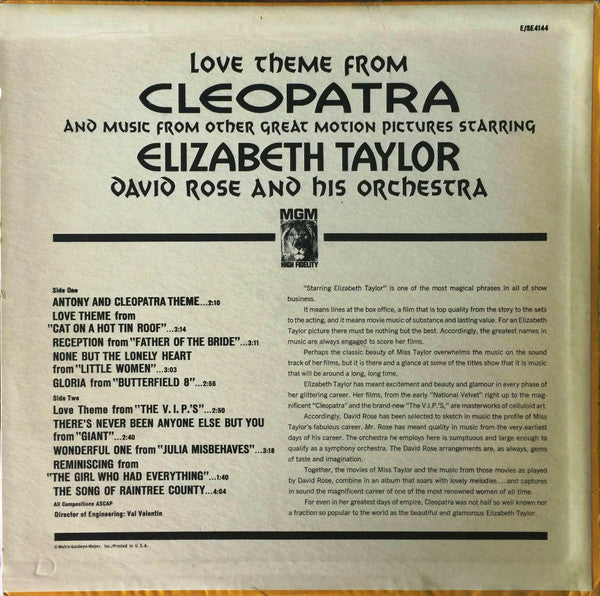 E/SE4144
LOVE THEME FROM
CLEOPATRA
AND MUSIC FROM OTHER GREAT MOTION PICTURES STARRING
ELIZABETH TAYLOR
DAVID ROSE AND HIS ORCHESTRA
MGM
HIGH FIDELITY
Side One
ANTONY AND CLEOPATRA THEME...2:10
LOVE THEME from
"CAT ON A HOT TIN ROOF"...3:14
RECEPTION from "FATHER OF THE BRIDE"...3:11
NONE BUT THE LONELY HEART
from "LITTLE WOMEN"...3:03
GLORIA from "BUTTERFIELD 8"...2:56
Side Two
Love Theme from "THE V. I. P.'S"...2:50
THERE'S NEVER BEEN ANYONE ELSE BUT YOU
from "GIANT"...2:40
WONDERFUL ONE from "JULIA MISBEHAVES"...3:18
REMINISCING from
"THE GIRL WHO HAD EVERYTHING"...1:40
THE SONG OF RAINTREE COUNTY...4:04
All Compositions ASCAP
Director of Engineering: Val Valentin
©Metro-Goldwyn-Mayer, Inc./Printed in U. S. A.
"Starring Elizabeth Taylor" is one of the most magical phrases in all of show
business.
It means lines at the box office, a film that is top quality from the story to the sets
to the acting, and it means movie music of substance and lasting value. For an Elizabeth
Taylor picture there must be nothing but the best. Accordingly, the greatest names in
music are always engaged to score her films.
Perhaps the classic beauty of Miss Taylor overwhelms the music on the sound
track of her films, but it is there and a glance at some of the titles show that it is music
that will be around a long, long time.
Elizabeth Taylor has meant excitement and beauty and glamour in every phase of
her glittering career. Her films, from the early "National Velvet" right up to the mag-
nificent "Cleopatra" and the brand-new "The V.I.P.'S," are masterworks of celluloid art.
Accordingly, David Rose has been selected to sketch in music the profile of Miss
Taylor's fabulous career. Mr. Rose has meant quality in music from the very earliest
days of his career. The orchestra he employs here is sumptuous and large enough to
qualify as a symphony orchestra. The David Rose arrangements are, as always, gems
of taste and imagination.
Together, the movies of Miss Taylor and the music from those movies as played
by David Rose, combine in an album that soars with lovely melodies...and captures
in sound the magnificent career of one of the most renowned women of all time.
For even in her greatest days of empire, Cleopatra was not half so well known nor
a fraction so popular to the world as the beautiful and glamorous Elizabeth Taylor.